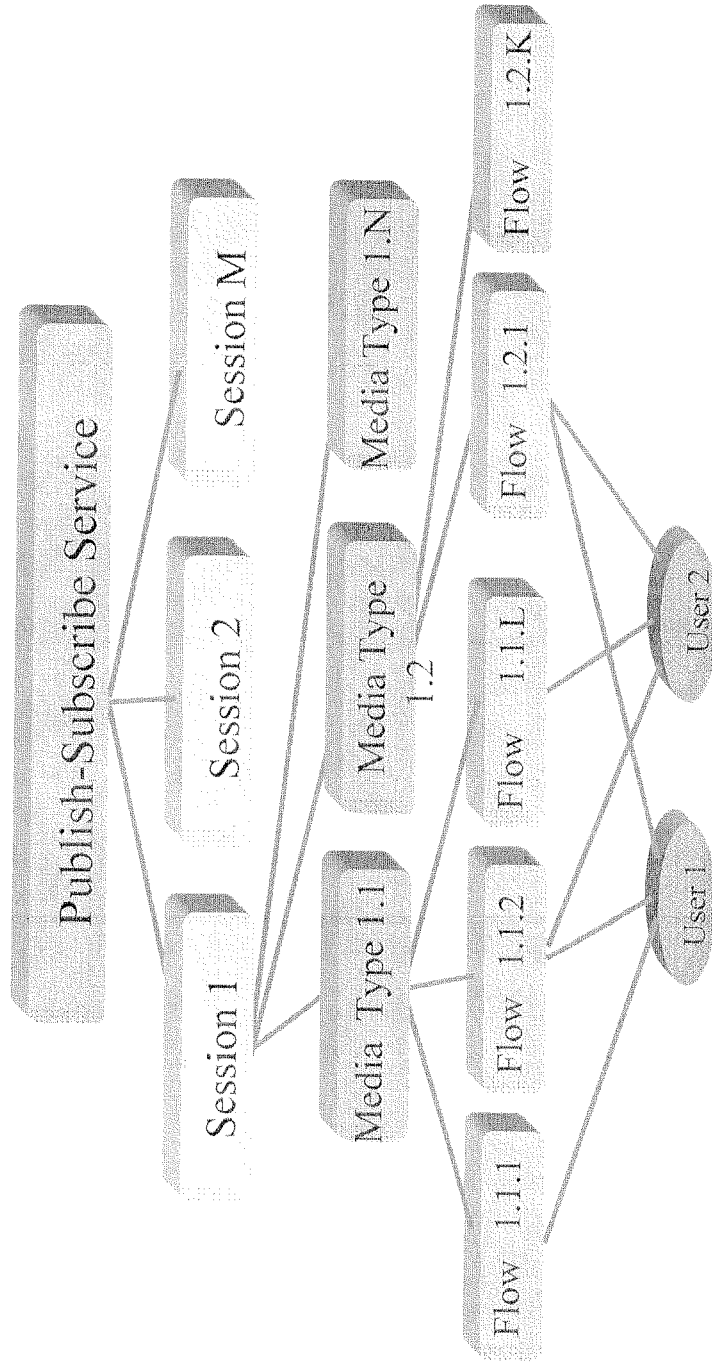 Publish-Subscribe Service
Session 1
Session 2
Session M
Media Type 1.1
Media Type
1.2
Media Type 1.N
Flow 1.1.1
Flow 1.1.2
Flow 1.1.L
Flow 1.2.1
Flow 1.2.K
User 1
User 2